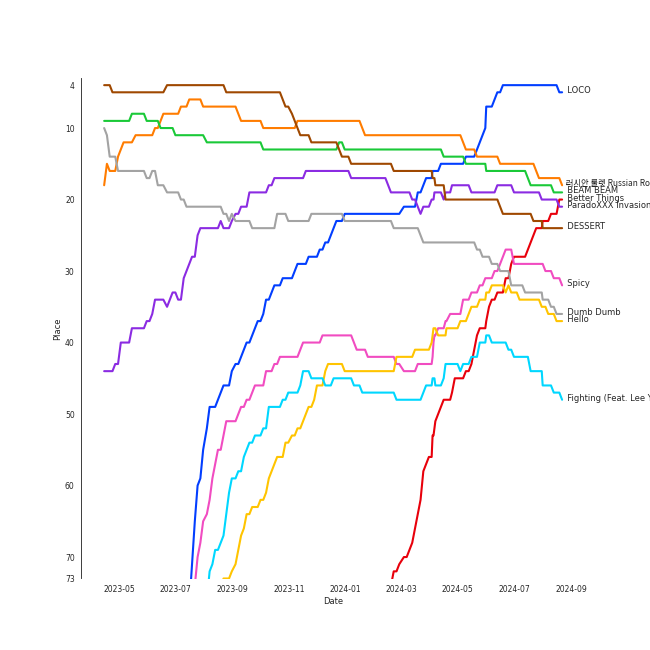 4
10
20
30
40
50
60
70
73
Place
2023-05
2023-07
2023-09
2023-11
2024-01
2024-03
2024-05
2024-07
2024-09
Date
LOCO
러시안 룰렛 Russian Ro
BEAM BEAM
Better Things
ParadoXXX Invasion
DESSERT
Spicy
Dumb Dumb
Hello
Fighting (Feat. Lee Y